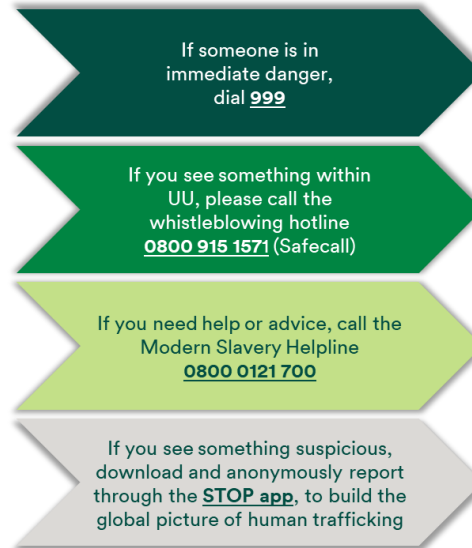 If someone is in
immediate danger,
dial 999
If you see something within
UU, please call the
whistleblowing hotline
0800 915 1571 (Safecall)
If you need help or advice, call the
Modern Slavery Helpline
0800 0121 700
If you see something suspicious,
download and anonymously report
through the STOP app, to build the
global picture of human trafficking